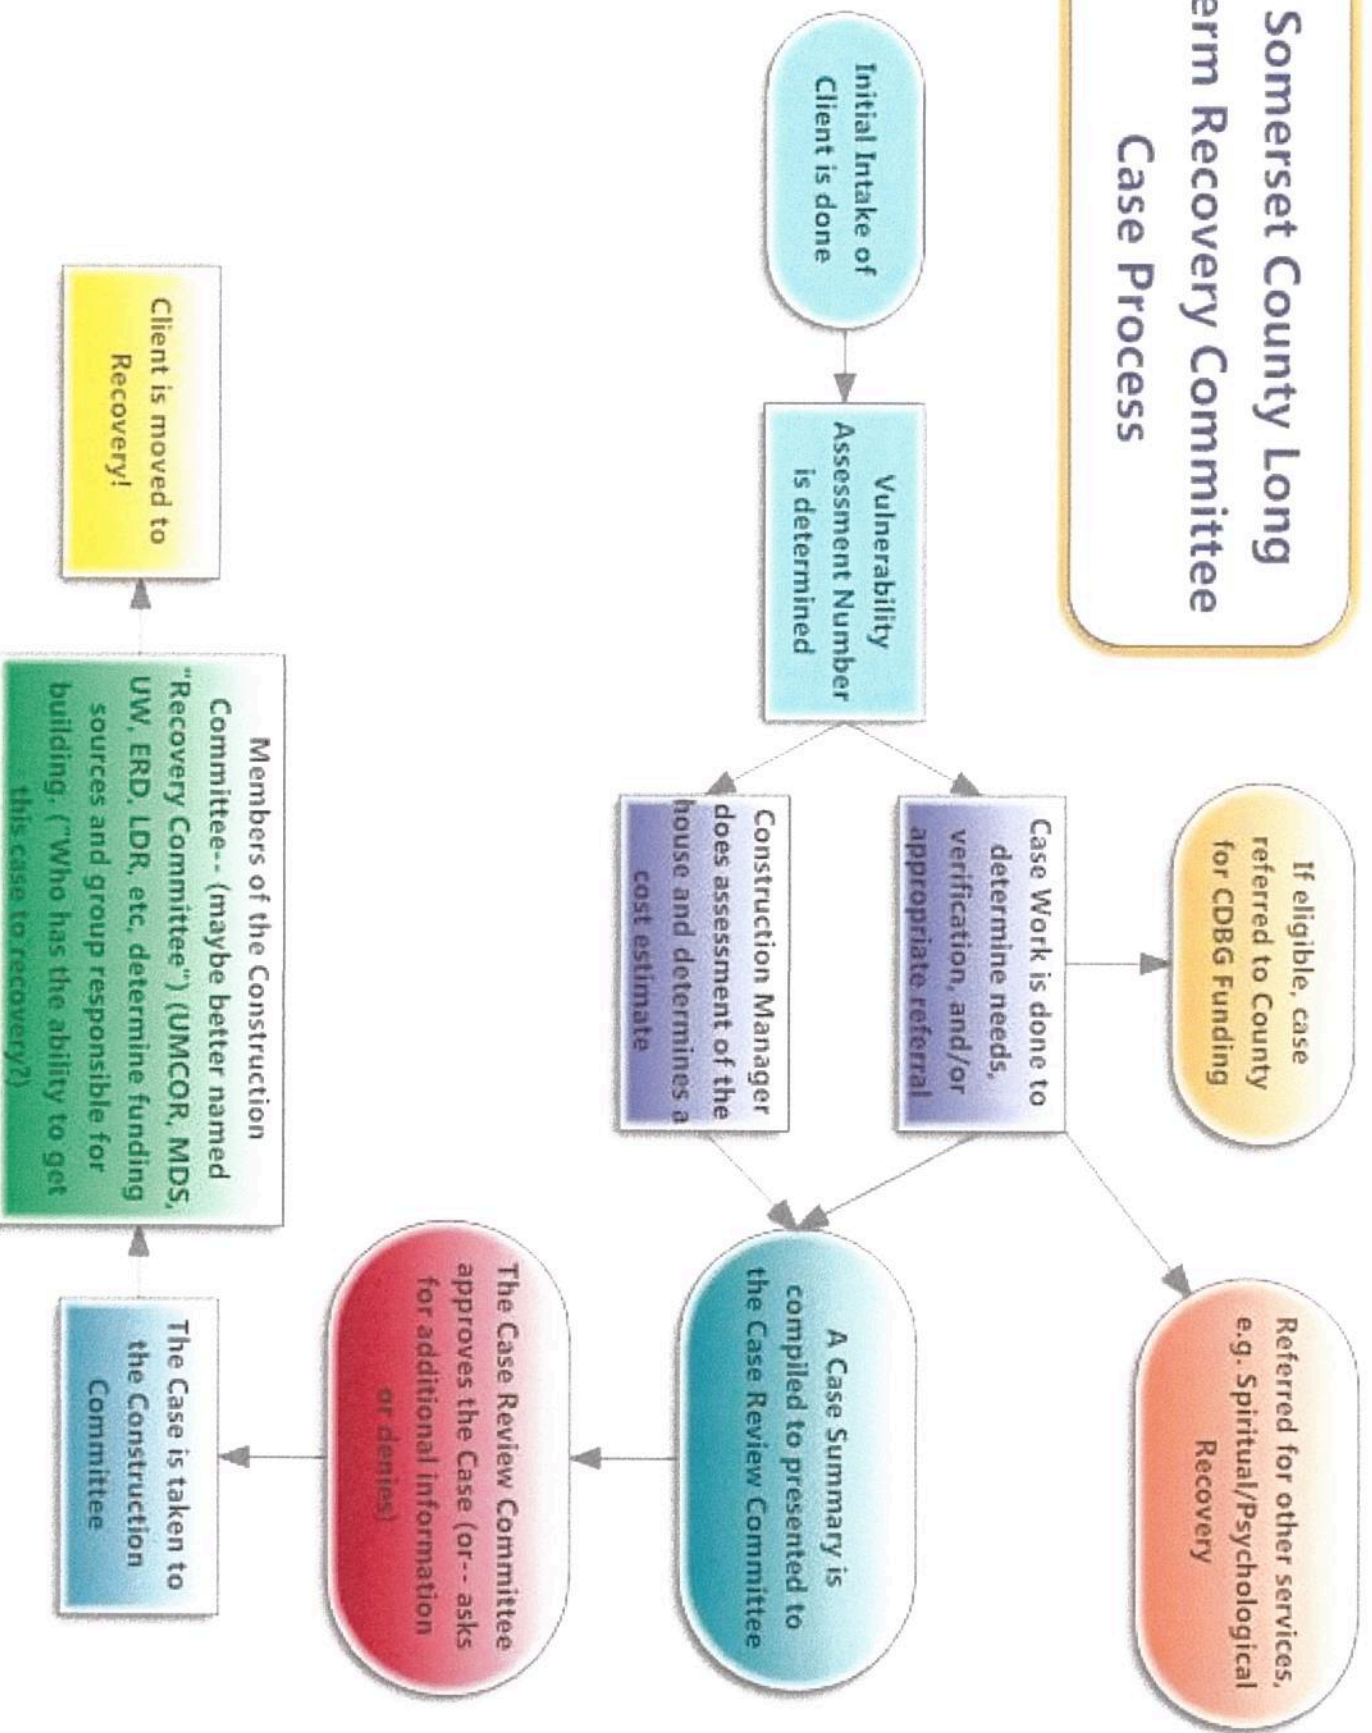 Somerset County Long
erm Recovery Committee
Case Process
Initial Intake of
Client is done
Vulnerability
Assessment Number
is determined
If eligible, case
referred to County
for CDBG Funding
Case Work is done to
determine needs,
verification, and/or
appropriate referral
Construction Manager
does assessment of the
house and determines a
cost estimate
Referred for other services,
e.g. Spiritual/Psychological
Recovery
A Case Summary is
compiled to presented to
the Case Review Committee
The Case Review Committee
approves the Case (or-- asks
for additional information
or denies)
The Case is taken to
the Construction
Committee
Members of the Construction
Committee-- (maybe better named
"Recovery Committee") (UMCOR, MDS,
UW, ERD, LDR, etc, determine funding
sources and group responsible for
building. ("Who has the ability to get
this case to recovery?)
Client is moved to
Recovery!